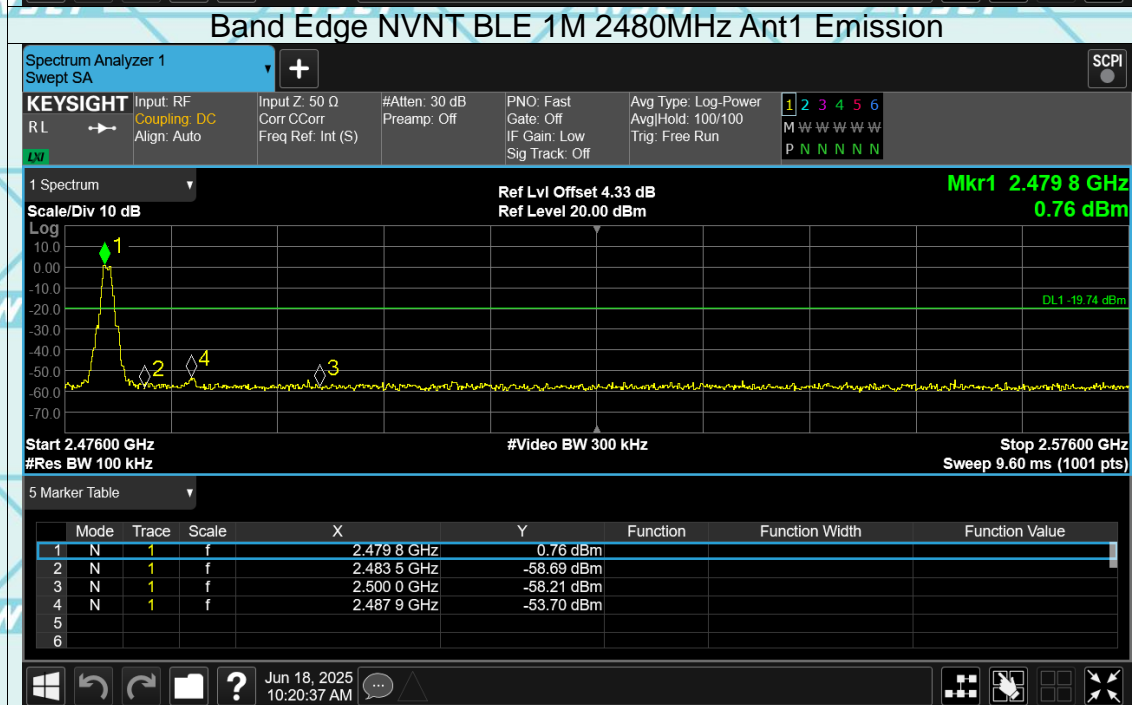 Band Edge NVNT BLE 1M 2480MHz Ant1 Emission
Spectrum Analyzer 1
Swept SA
SCPI
KEYSIGHT
RL
LXI
Input: RF
Coupling: DC
Align: Auto
Input Z: 50 Ω
Corr CCorr
Freq Ref: Int (S)
#Atten: 30 dB
Preamp: Off
PNO: Fast
Gate: Off
IF Gain: Low
Sig Track: Off
Avg Type: Log-Power
Avg|Hold: 100/100
Trig: Free Run
1 2 3 4 5 6
M W W W W W
P N N N N N
1 Spectrum
Scale/Div 10 dB
Ref Lvl Offset 4.33 dB
Ref Level 20.00 dBm
Mkr1 2.479 8 GHz
0.76 dBm
Log
10.0
0.00
-10.0
-20.0
-30.0
-40.0
-50.0
-60.0
-70.0
1
2
4
3
DL1 -19.74 dBm
Start 2.47600 GHz
#Res BW 100 kHz
#Video BW 300 kHz
Stop 2.57600 GHz
Sweep 9.60 ms (1001 pts)
5 Marker Table
Mode Trace Scale X Y Function Function Width Function Value
1 N 1 f 2.479 8 GHz 0.76 dBm
2 N 1 f 2.483 5 GHz -58.69 dBm
3 N 1 f 2.500 0 GHz -58.21 dBm
4 N 1 f 2.487 9 GHz -53.70 dBm
5
6
?
Jun 18, 2025
10:20:37 AM